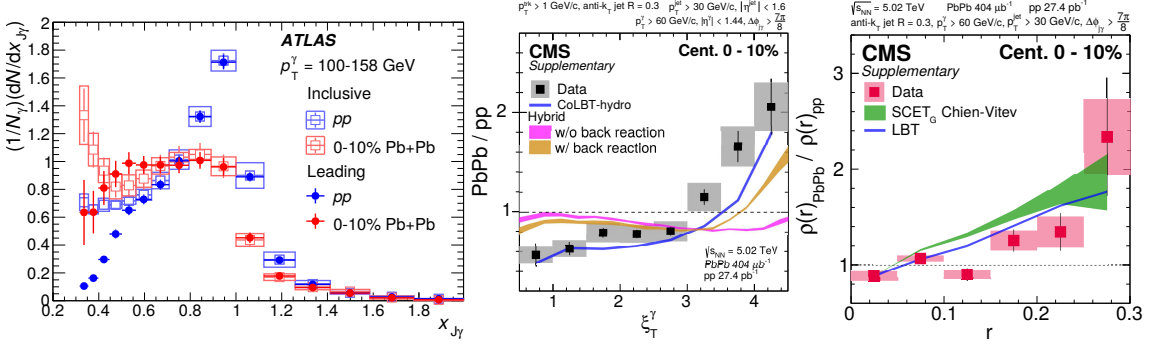 ATLAS
p_T^γ = 100-158 GeV
Inclusive
pp
0-10% Pb+Pb
Leading
pp
0-10% Pb+Pb
(1/N_γ)(dN/dx_Jγ)
2
1.8
1.6
1.4
1.2
1
0.8
0.6
0.4
0.2
0
0.2 0.4 0.6 0.8 1 1.2 1.4 1.6 1.8 2
x_Jγ
p_T^trk > 1 GeV/c, anti-k_T jet R = 0.3 p_T^jet > 30 GeV/c, |η^jet| < 1.6
p_T^γ > 60 GeV/c, |η^γ| < 1.44, Δφ_jγ > 7π/8
CMS Cent. 0 - 10%
Supplementary
Data
CoLBT-hydro
Hybrid
w/o back reaction
w/ back reaction
√s_NN = 5.02 TeV
PbPb 404 μb⁻¹
pp 27.4 pb⁻¹
PbPb / pp
2
1
1 2 3 4
ξ_T^γ
√s_NN = 5.02 TeV PbPb 404 μb⁻¹ pp 27.4 pb⁻¹
anti-k_T jet R = 0.3, p_T^γ > 60 GeV/c, p_T^jet > 30 GeV/c, Δφ_jγ > 7π/8
CMS Cent. 0 - 10%
Supplementary
Data
SCET_G Chien-Vitev
LBT
ρ(r)_PbPb / ρ(r)_pp
3
2
1
0 0.1 0.2 0.3
r